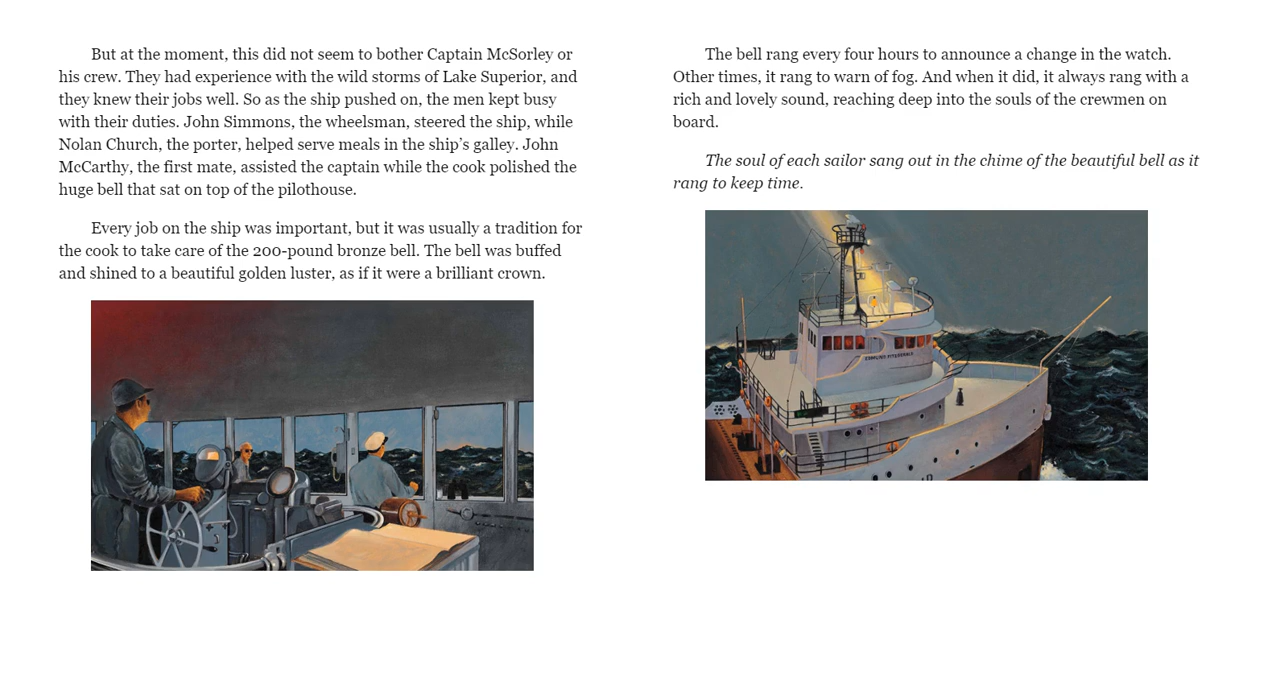 But at the moment, this did not seem to bother Captain McSorley or
his crew. They had experience with the wild storms of Lake Superior, and
they knew their jobs well. So as the ship pushed on, the men kept busy
with their duties. John Simmons, the wheelsman, steered the ship, while
Nolan Church, the porter, helped serve meals in the ship's galley. John
McCarthy, the first mate, assisted the captain while the cook polished the
huge bell that sat on top of the pilothouse.
Every job on the ship was important, but it was usually a tradition for
the cook to take care of the 200-pound bronze bell. The bell was buffed
and shined to a beautiful golden luster, as if it were a brilliant crown.
The bell rang every four hours to announce a change in the watch.
Other times, it rang to warn of fog. And when it did, it always rang with a
rich and lovely sound, reaching deep into the souls of the crewmen on
board.
The soul of each sailor sang out in the chime of the beautiful bell as it
rang to keep time.
EDMUND FITZGERALD